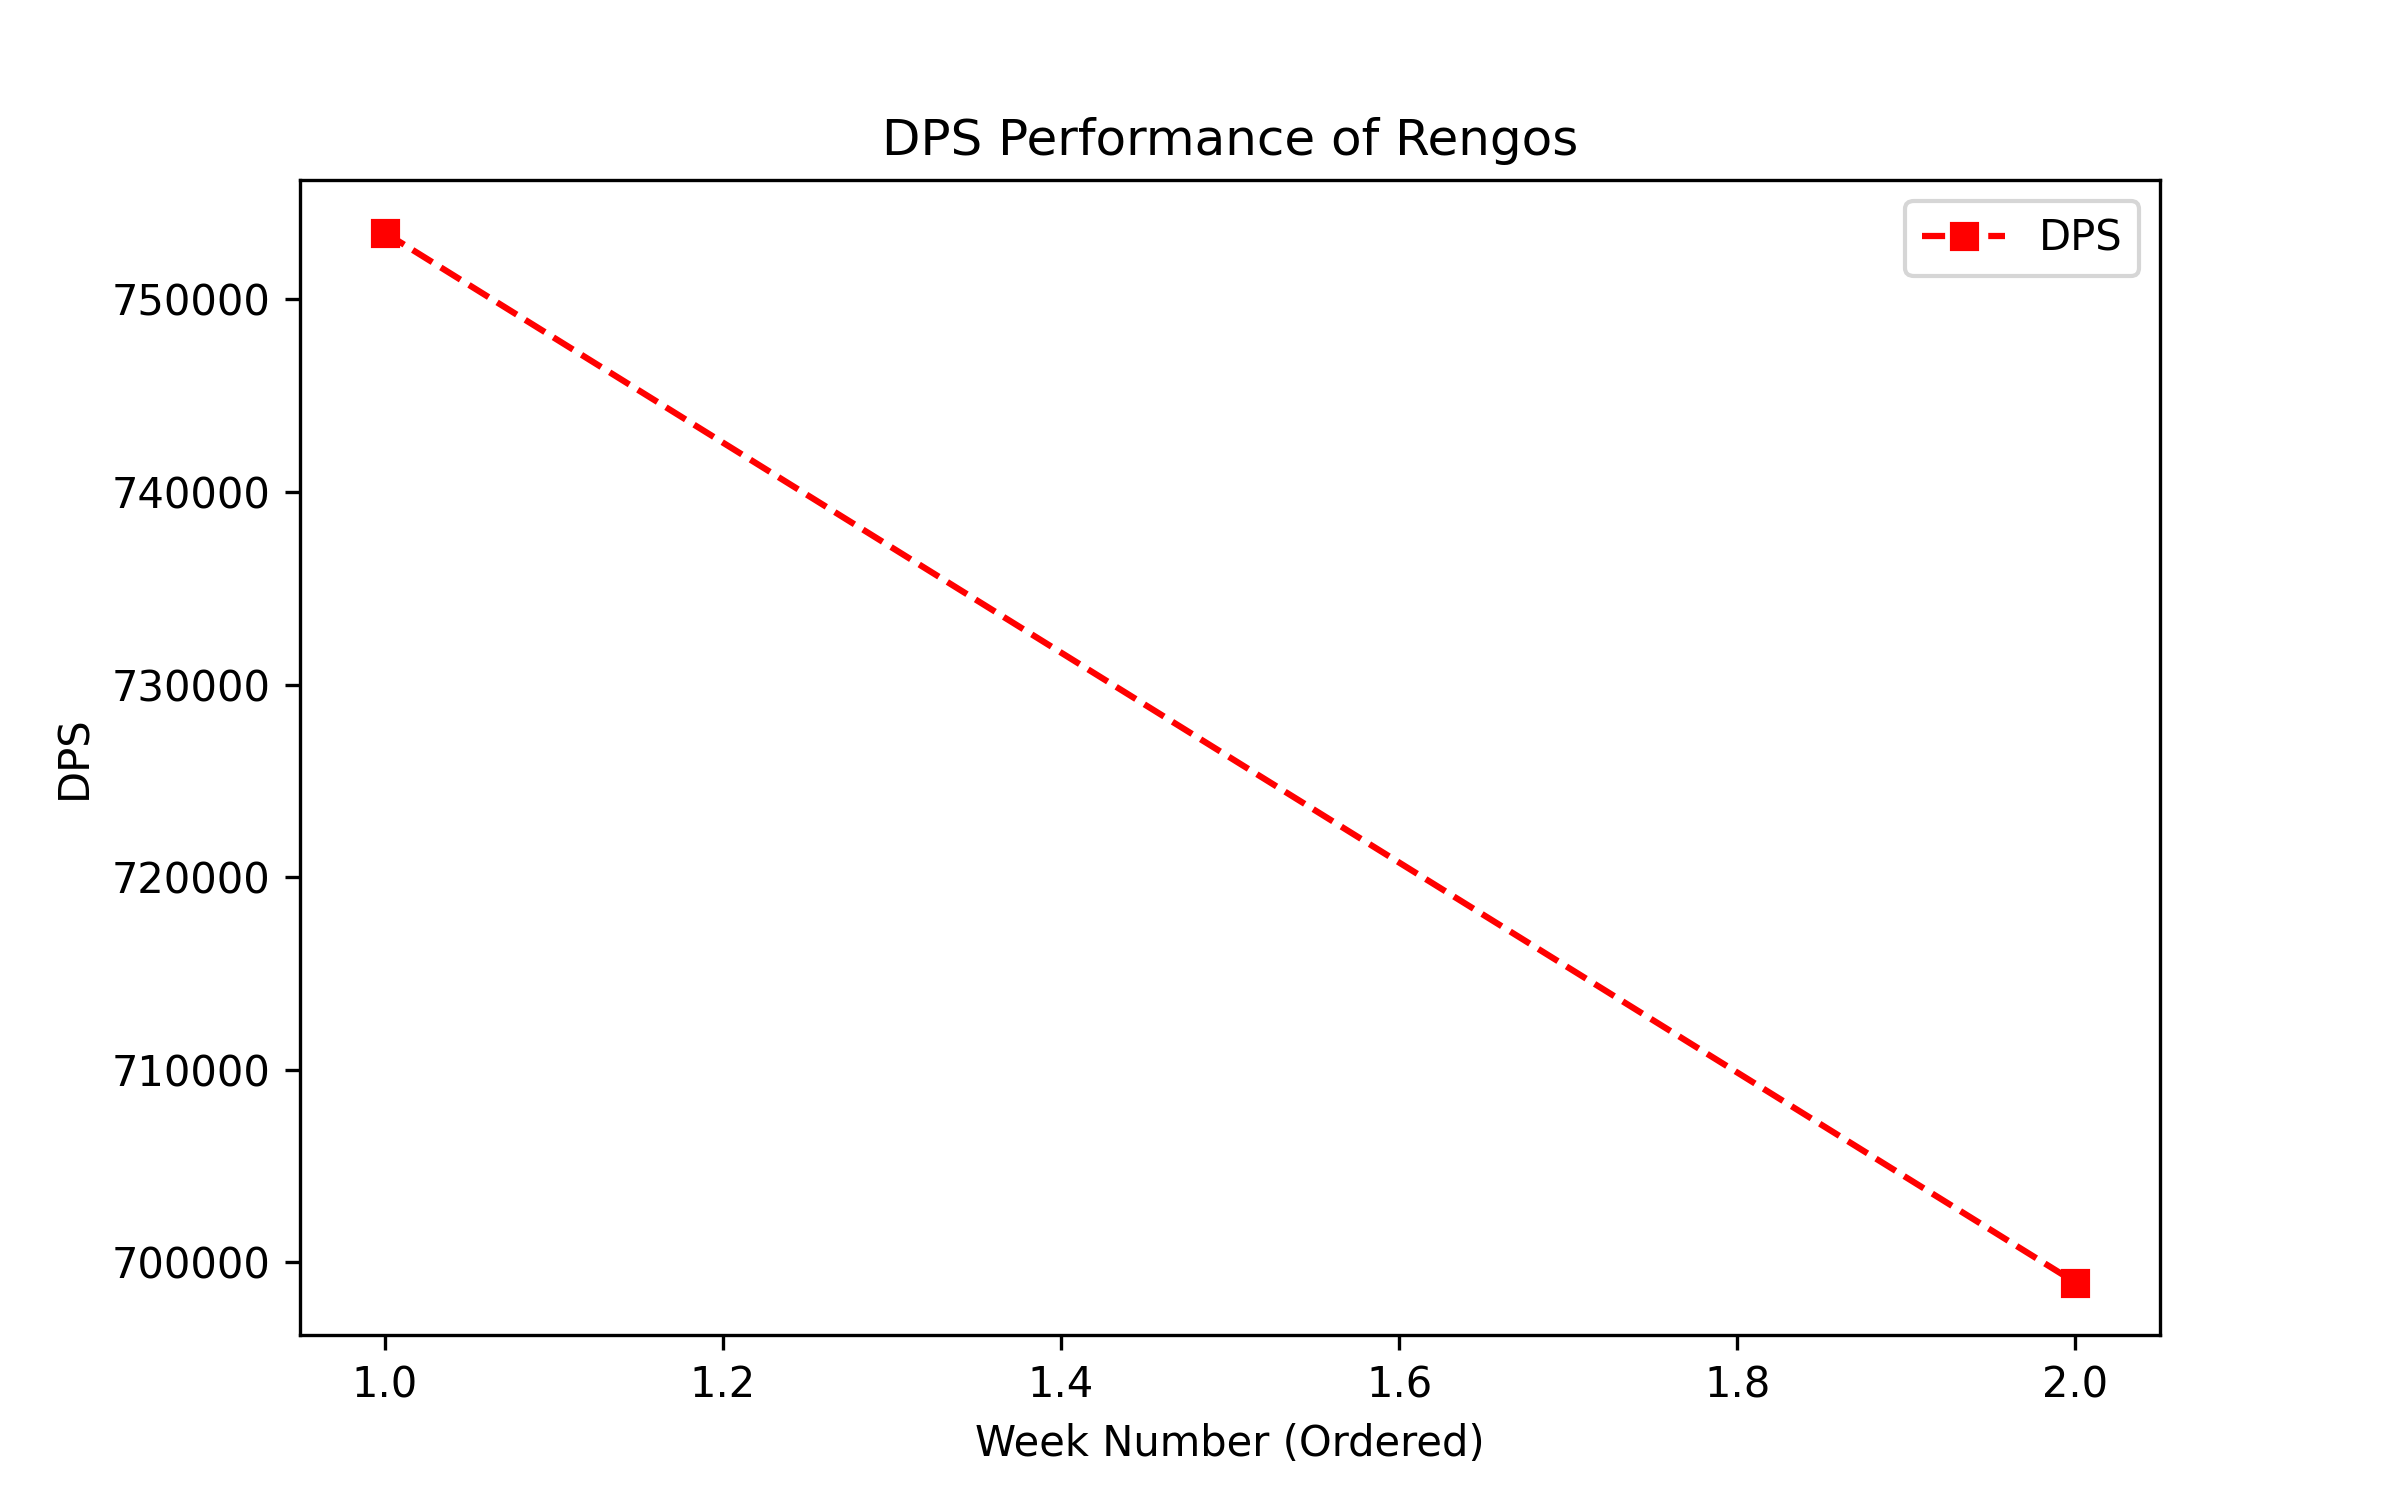 DPS Performance of Rengos
DPS
750000
740000
730000
720000
710000
700000
DPS
1.0 1.2 1.4 1.6 1.8 2.0
Week Number (Ordered)